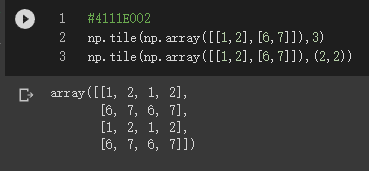 1 #4111E002
2 np.tile(np.array([[1,2],[6,7]]),3)
3 np.tile(np.array([[1,2],[6,7]]),(2,2))
array([[1, 2, 1, 2],
       [6, 7, 6, 7],
       [1, 2, 1, 2],
       [6, 7, 6, 7]])